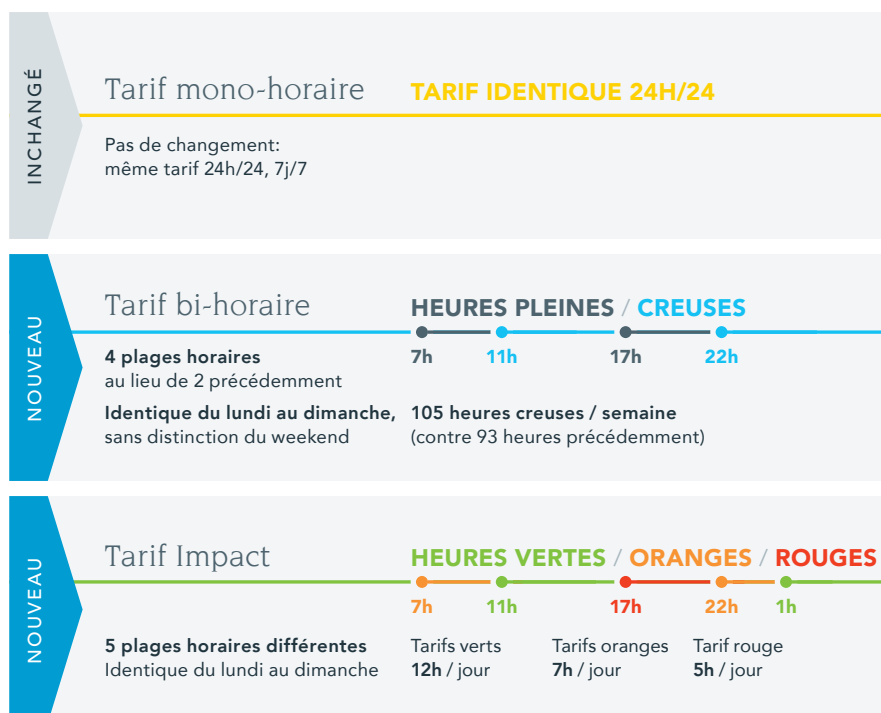 INCHANGÉ
Tarif mono-horaire
TARIF IDENTIQUE 24H/24
Pas de changement:
même tarif 24h/24, 7j/7
NOUVEAU
Tarif bi-horaire
HEURES PLEINES / CREUSES
7h 11h 17h 22h
4 plages horaires
au lieu de 2 précédemment
Identique du lundi au dimanche,
sans distinction du weekend
105 heures creuses / semaine
(contre 93 heures précédemment)
NOUVEAU
Tarif Impact
HEURES VERTES / ORANGES / ROUGES
7h 11h 17h 22h 1h
5 plages horaires différentes
Identique du lundi au dimanche
Tarifs verts
12h / jour
Tarifs oranges
7h / jour
Tarif rouge
5h / jour